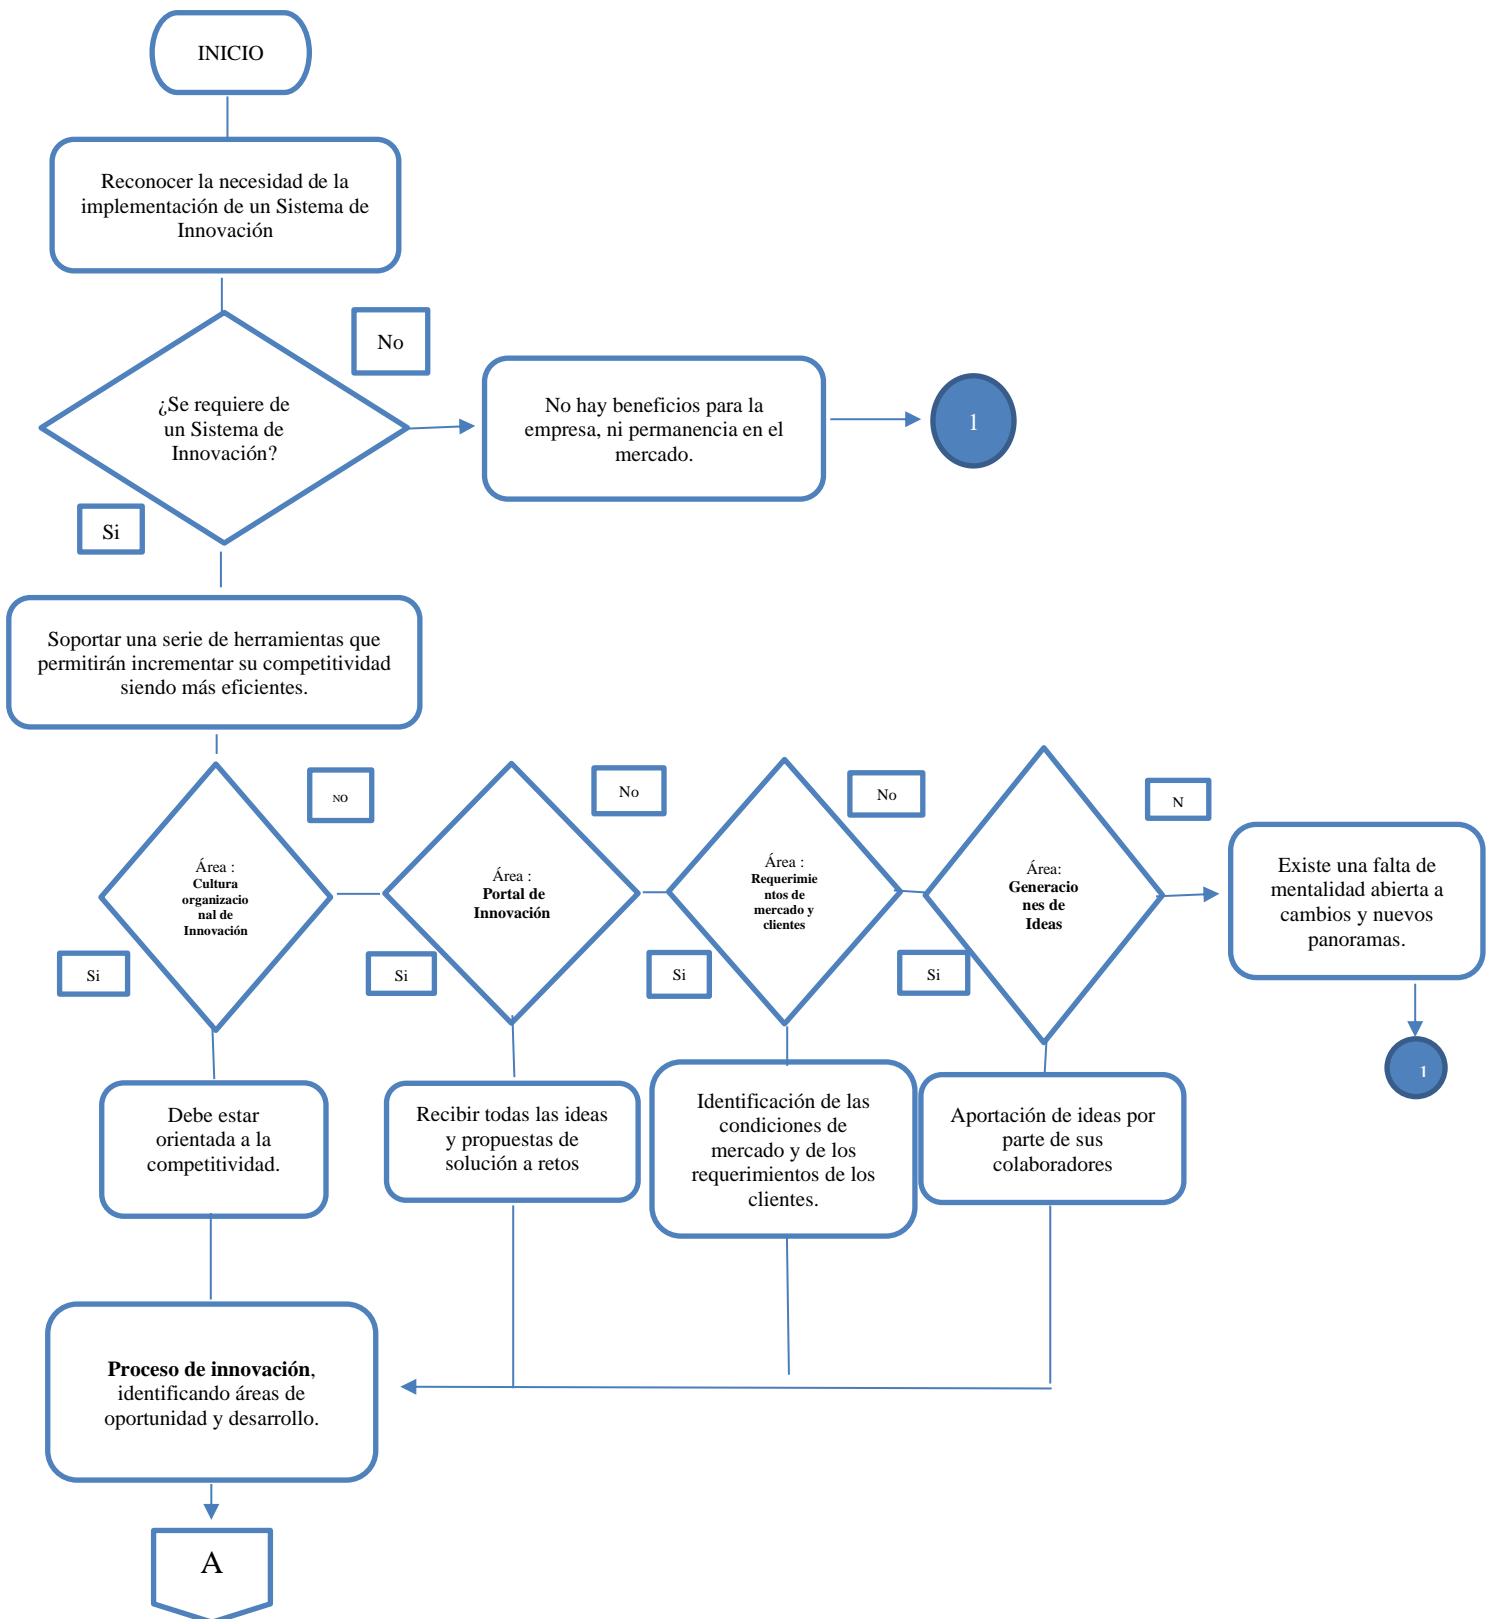 INICIO
Reconocer la necesidad de la
implementación de un Sistema de
Innovación
No
¿Se requiere de
un Sistema de
Innovación?
No hay beneficios para la
empresa, ni permanencia en el
mercado.
1
Si
Soportar una serie de herramientas que
permitirán incrementar su competitividad
siendo más eficientes.
NO
No
No
N
Área :
Cultura
organizacio
nal de
Innovación
Área :
Portal de
Innovación
Área :
Requerimie
ntos de
mercado y
clientes
Área:
Generacio
nes de
Ideas
Existe una falta de
mentalidad abierta a
cambios y nuevos
panoramas.
Si
Si
Si
Si
1
Debe estar
orientada a la
competitividad.
Recibir todas las ideas
y propuestas de
solución a retos
Identificación de las
condiciones de
mercado y de los
requerimientos de los
clientes.
Aportación de ideas por
parte de sus
colaboradores
Proceso de innovación,
identificando áreas de
oportunidad y desarrollo.
A